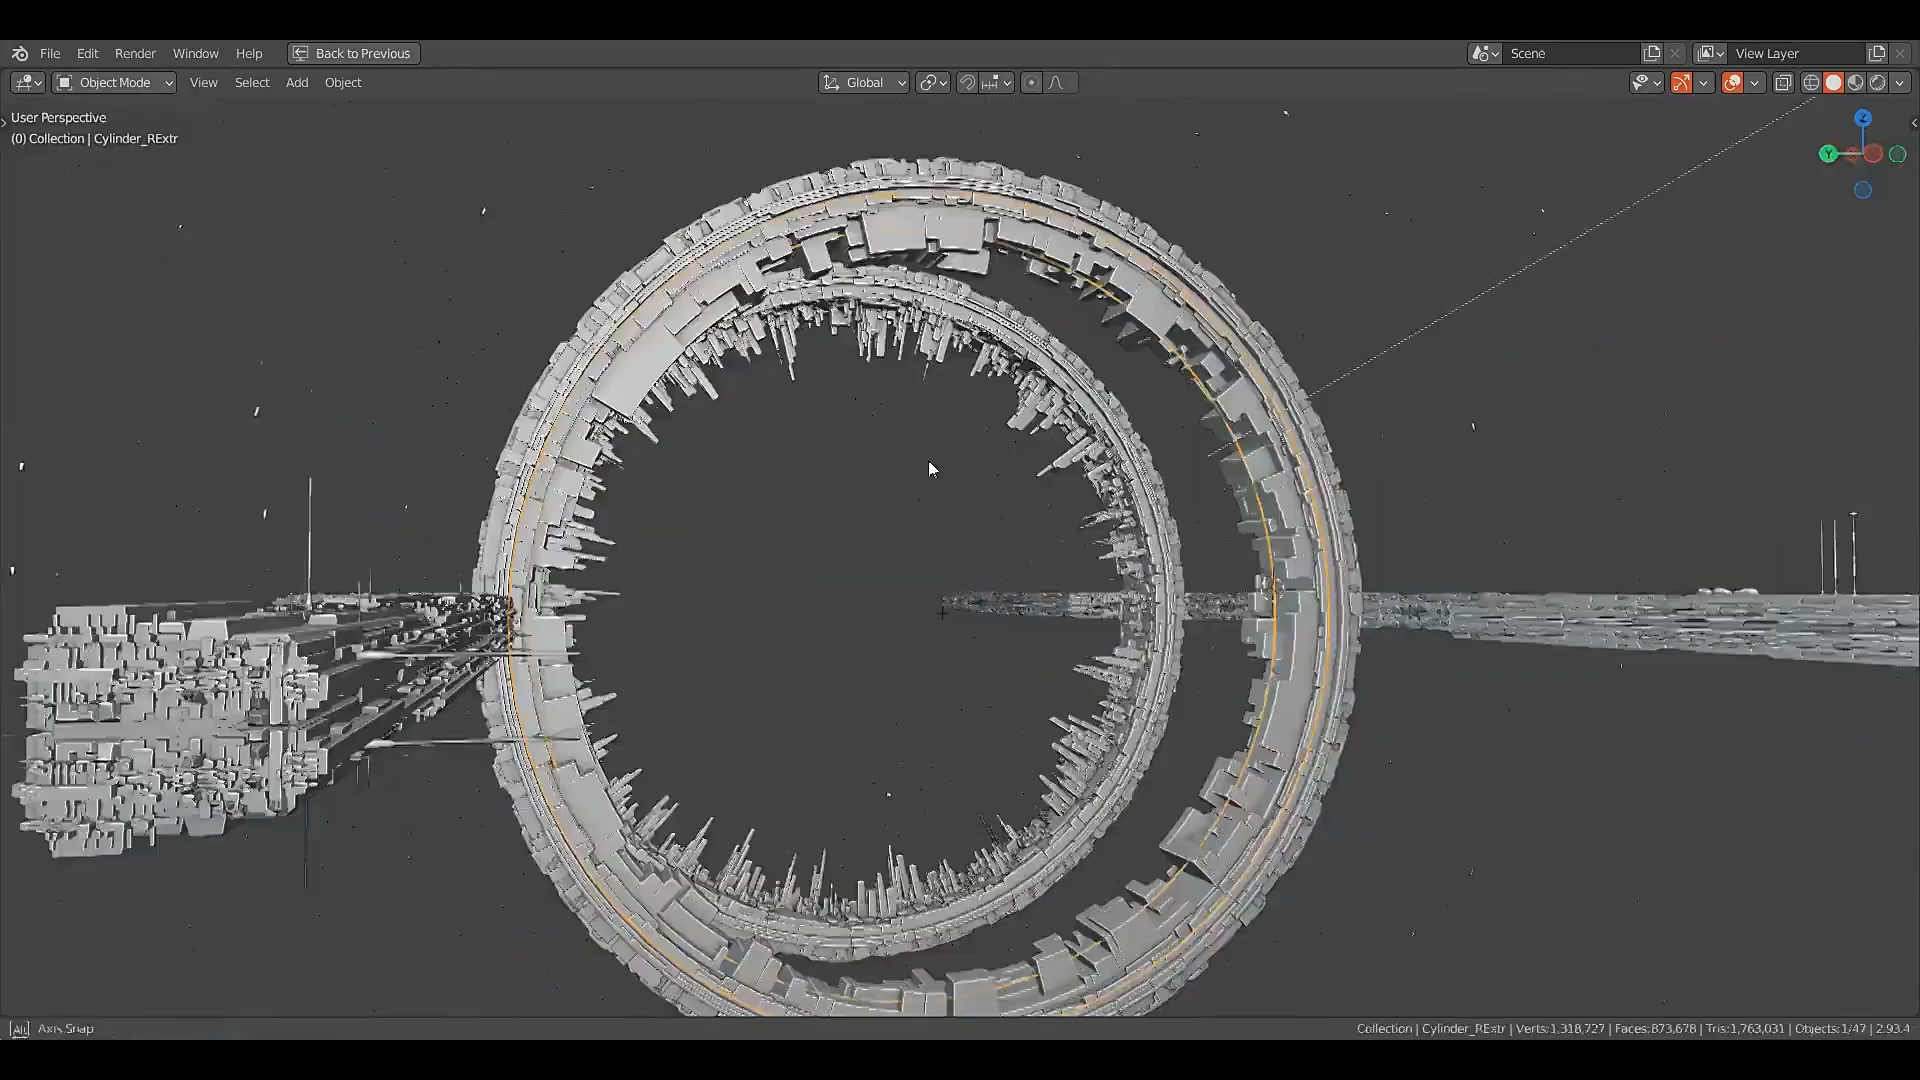 File Edit Render Window Help Back to Previous Scene View Layer
Object Mode View Select Add Object Global
User Perspective
(0) Collection | Cylinder_RExtr
Z
Y
Alt Axis Snap Collection | Cylinder_RExtr | Verts:1,318,727 | Faces:873,678 | Tris:1,763,031 | Objects:1/47 | 2.93.4